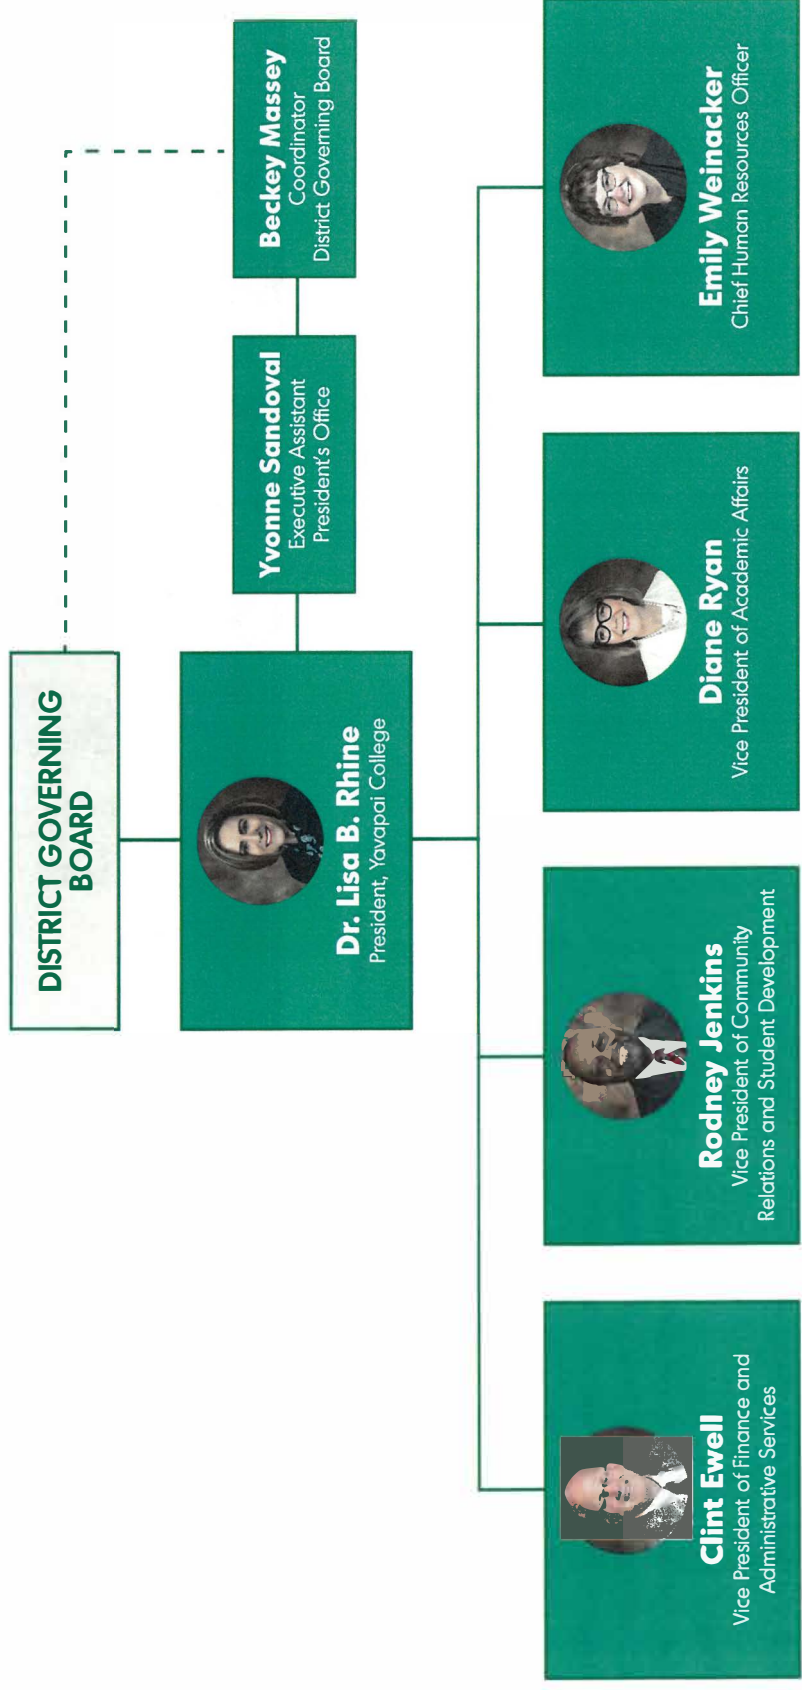 DISTRICT GOVERNING
BOARD
Dr. Lisa B. Rhine
President, Yavapai College
Yvonne Sandoval
Executive Assistant
President's Office
Beckey Massey
Coordinator
District Governing Board
Clint Ewell
Vice President of Finance and
Administrative Services
Rodney Jenkins
Vice President of Community
Relations and Student Development
Diane Ryan
Vice President of Academic Affairs
Emily Weinacker
Chief Human Resources Officer